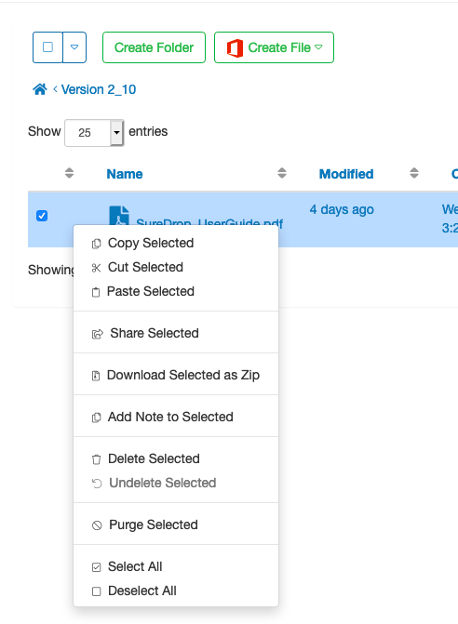 Create Folder
Create File
< Version 2_10
Show 25 entries
Name Modified
SureDrop_UserGuide.pdf 4 days ago We
3:2
Showing
Copy Selected
Cut Selected
Paste Selected
Share Selected
Download Selected as Zip
Add Note to Selected
Delete Selected
Undelete Selected
Purge Selected
Select All
Deselect All